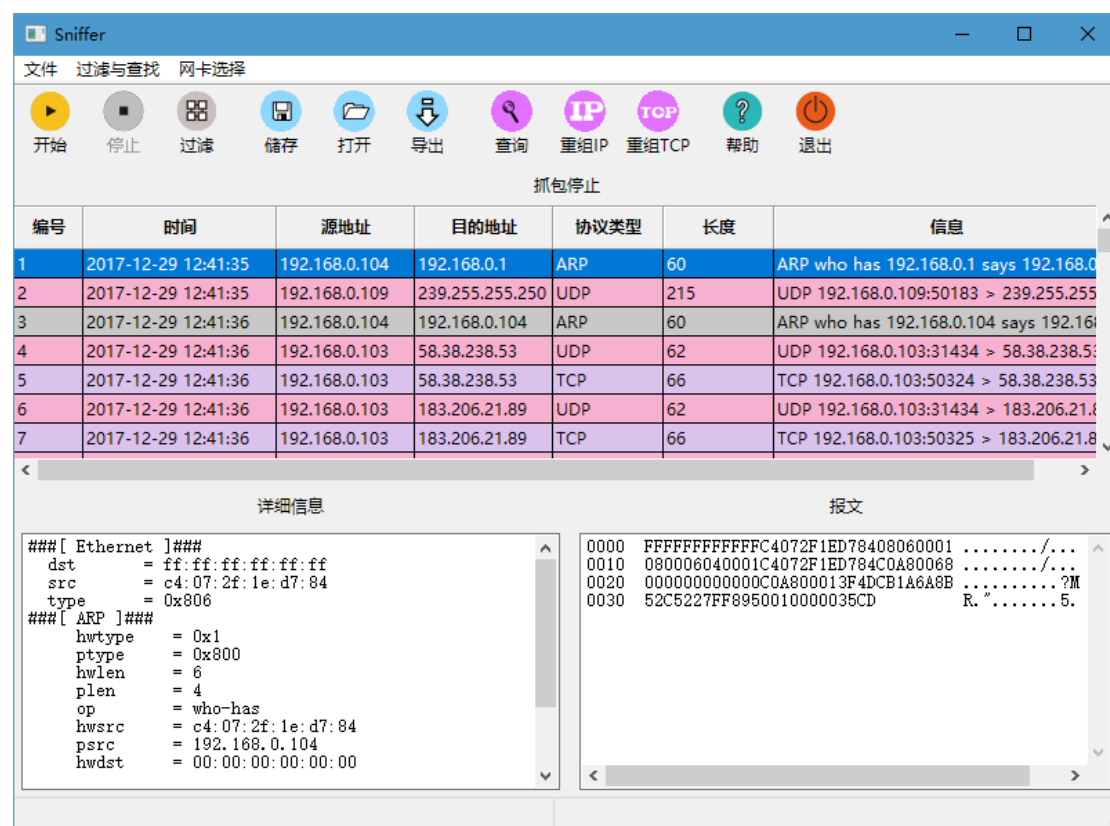 Sniffer
文件 过滤与查找 网卡选择
开始 停止 过滤 储存 打开 导出 查询 IP 重组IP TCP 重组TCP ? 帮助 退出
抓包停止
编号 时间 源地址 目的地址 协议类型 长度 信息
1 2017-12-29 12:41:35 192.168.0.104 192.168.0.1 ARP 60 ARP who has 192.168.0.1 says 192.168.0
2 2017-12-29 12:41:35 192.168.0.109 239.255.255.250 UDP 215 UDP 192.168.0.109:50183 > 239.255.255
3 2017-12-29 12:41:36 192.168.0.104 192.168.0.104 ARP 60 ARP who has 192.168.0.104 says 192.168
4 2017-12-29 12:41:36 192.168.0.103 58.38.238.53 UDP 62 UDP 192.168.0.103:31434 > 58.38.238.53
5 2017-12-29 12:41:36 192.168.0.103 58.38.238.53 TCP 66 TCP 192.168.0.103:50324 > 58.38.238.53
6 2017-12-29 12:41:36 192.168.0.103 183.206.21.89 UDP 62 UDP 192.168.0.103:31434 > 183.206.21.8
7 2017-12-29 12:41:36 192.168.0.103 183.206.21.89 TCP 66 TCP 192.168.0.103:50325 > 183.206.21.8
详细信息
###[ Ethernet ]###
dst = ff:ff:ff:ff:ff:ff
src = c4:07:2f:1e:d7:84
type = 0x806
###[ ARP ]###
hwtype = 0x1
ptype = 0x800
hwlen = 6
plen = 4
op = who-has
hwsrc = c4:07:2f:1e:d7:84
psrc = 192.168.0.104
hwdst = 00:00:00:00:00:00
报文
0000 FFFFFFFFFFFFC4072F1ED78408060001 ......../...
0010 080006040001C4072F1ED784C0A80068 ......../...
0020 000000000000C0A800013F4DCB1A6A8B ..........?M
0030 52C5227FF8950010000035CD R.".......5.